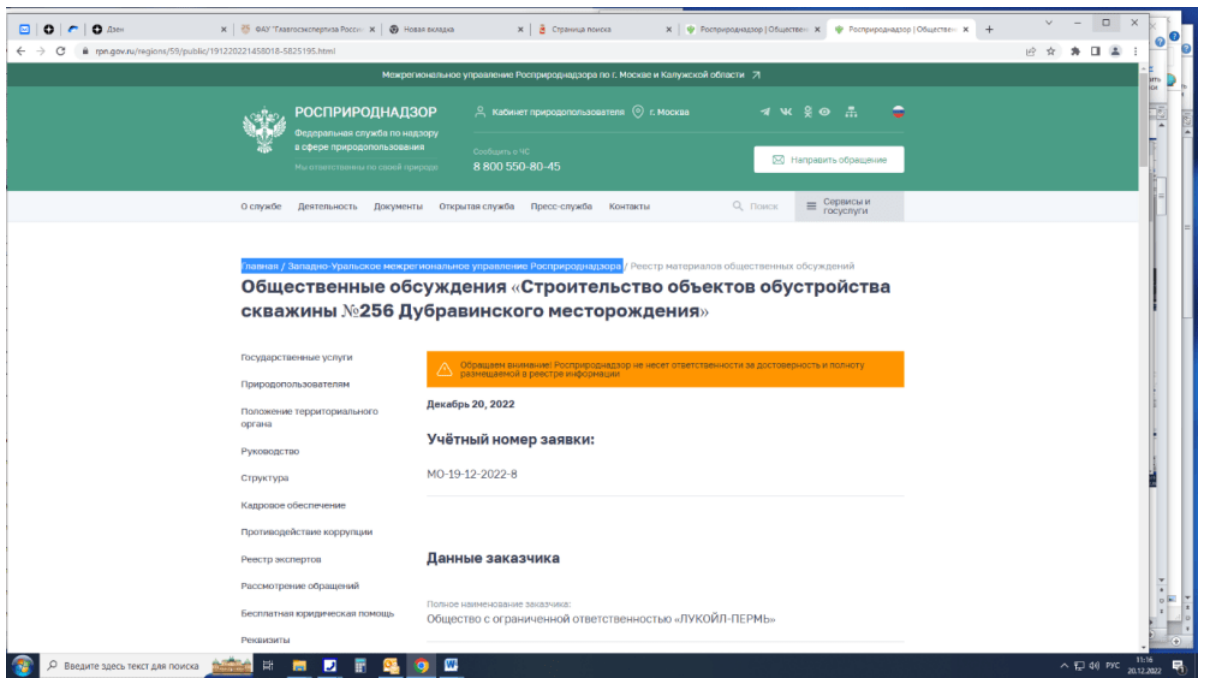 Дзен
ФАУ "Главгосэкспертиза Росси
Новая вкладка
Страница поиска
Росприроднадзор | Обществен
Росприроднадзор | Обществен
rpn.gov.ru/regions/59/public/191220221458018-5825195.html
Межрегиональное управление Росприроднадзора по г. Москве и Калужской области
РОСПРИРОДНАДЗОР
Федеральная служба по надзору
в сфере природопользования
Мы ответственны по своей природе
Кабинет природопользователя
г. Москва
Сообщить о ЧС
8 800 550-80-45
Направить обращение
О службе Деятельность Документы Открытая служба Пресс-служба Контакты
Поиск
Сервисы и
госуслуги
Главная / Западно-Уральское межрегиональное управление Росприроднадзора / Реестр материалов общественных обсуждений
Общественные обсуждения «Строительство объектов обустройства
скважины №256 Дубравинского месторождения»
Государственные услуги
Природопользователям
Положение территориального
органа
Руководство
Структура
Кадровое обеспечение
Противодействие коррупции
Реестр экспертов
Рассмотрение обращений
Бесплатная юридическая помощь
Реквизиты
Обращаем внимание! Росприроднадзор не несет ответственности за достоверность и полноту
размещаемой в реестре информации
Декабрь 20, 2022
Учётный номер заявки:
МО-19-12-2022-8
Данные заказчика
Полное наименование заказчика:
Общество с ограниченной ответственностью «ЛУКОЙЛ-ПЕРМЬ»
Введите здесь текст для поиска
РУС
11:16
20.12.2022